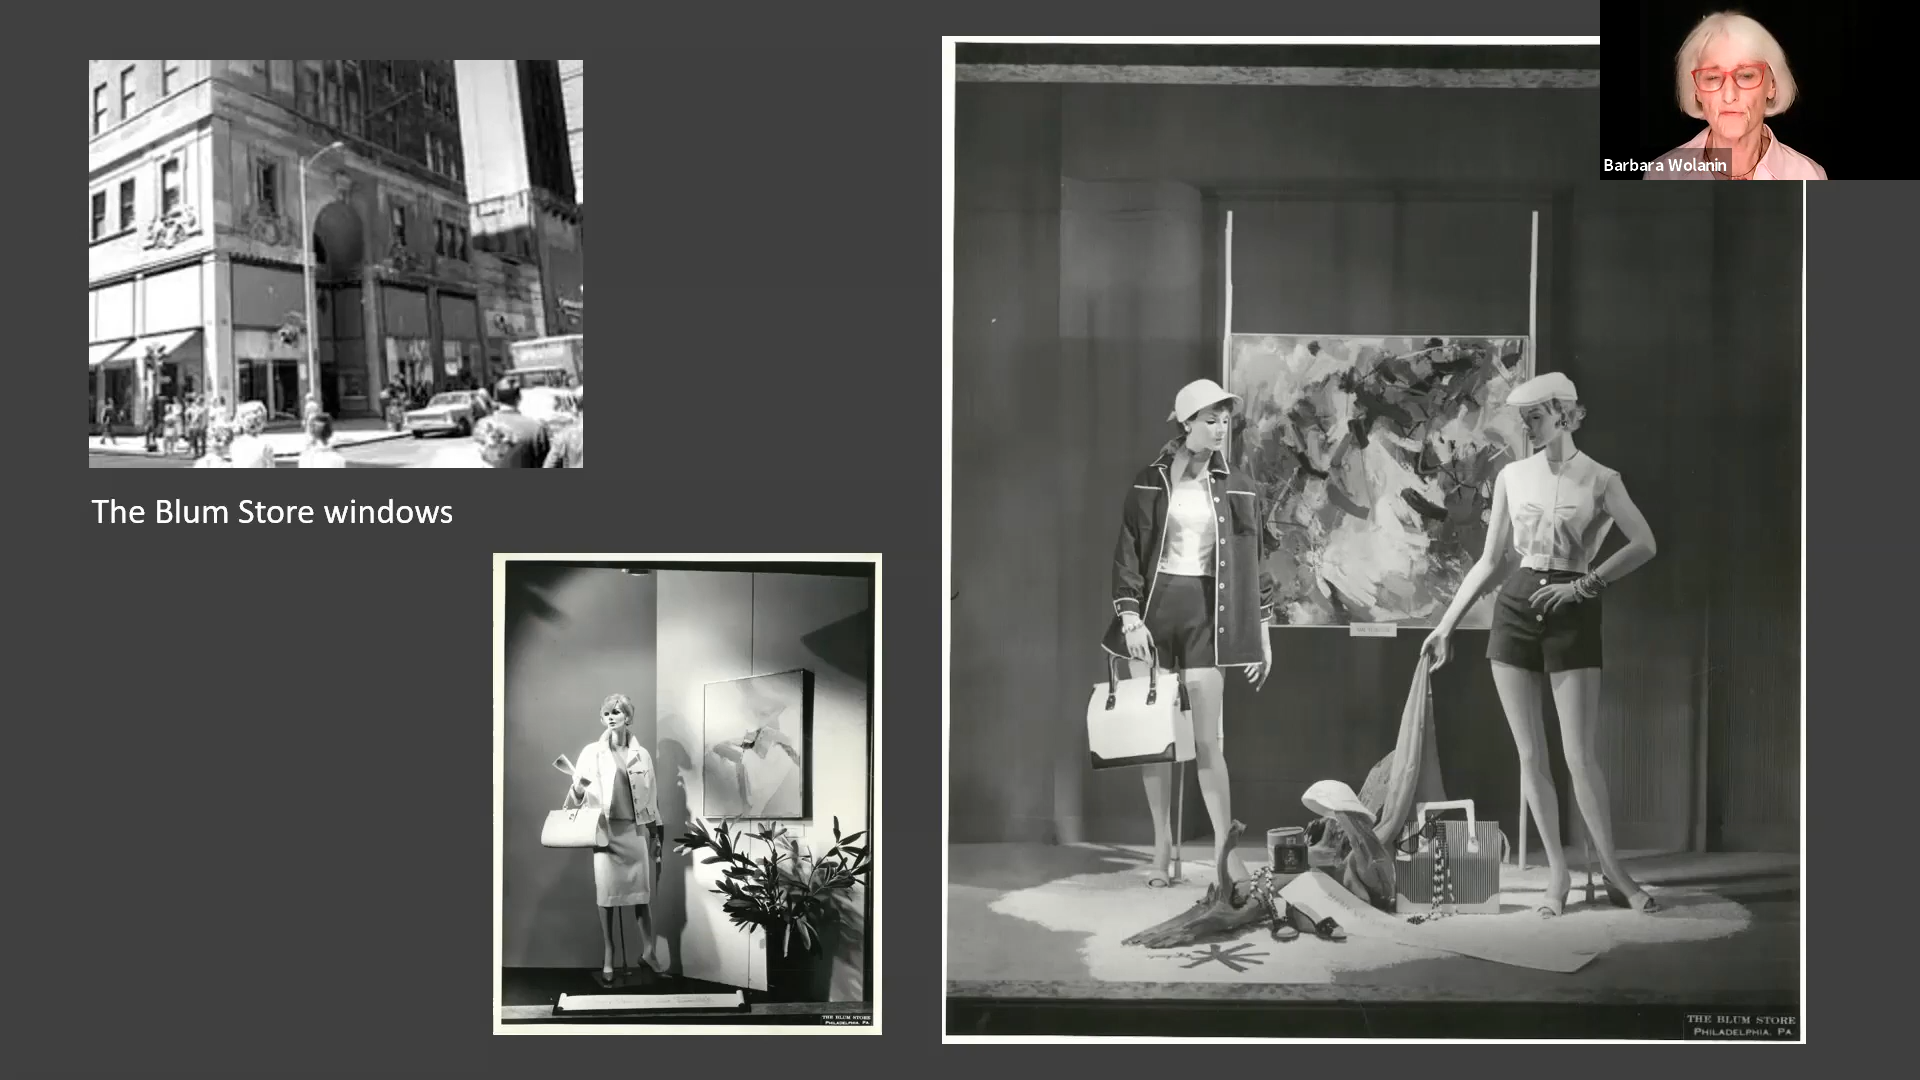 Barbara Wolanin
The Blum Store windows
THE BLUM STORE
PHILADELPHIA, PA
THE BLUM STORE
PHILADELPHIA, PA